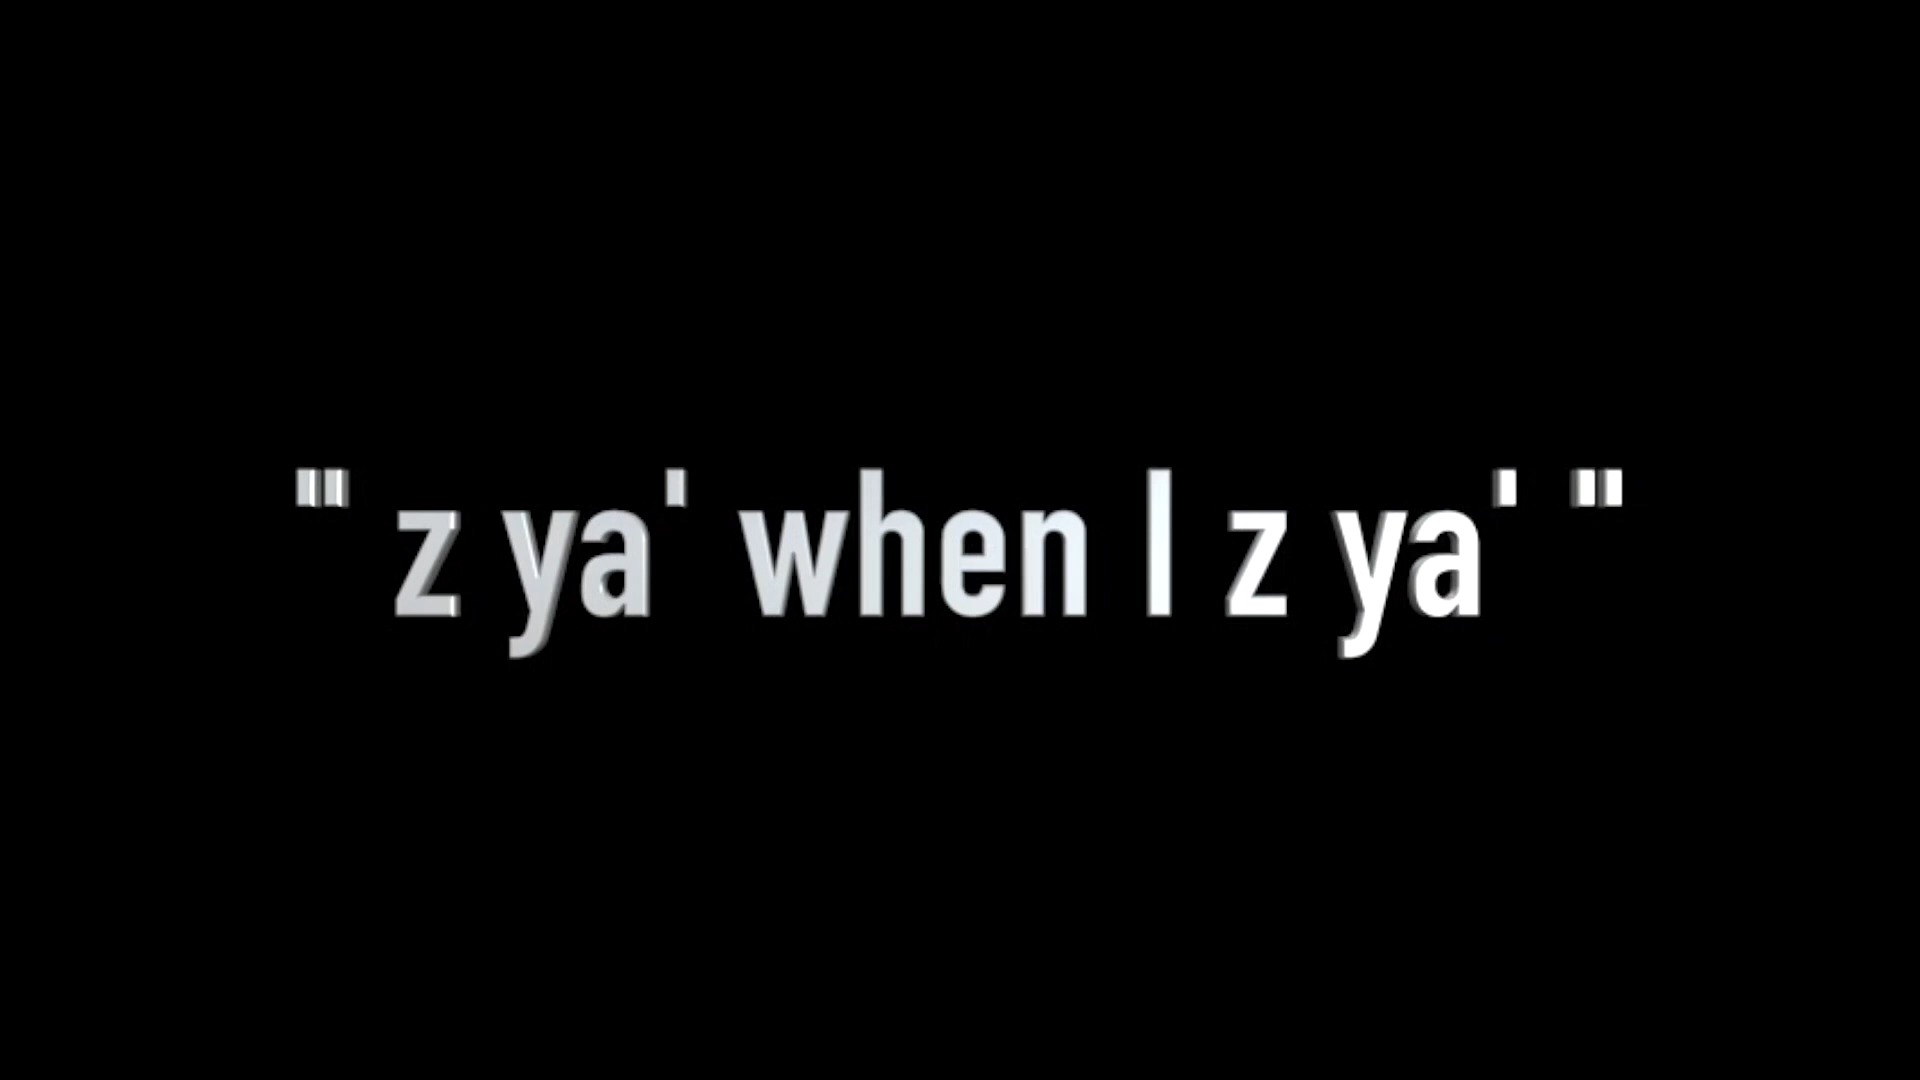 " z ya' when I z ya' "